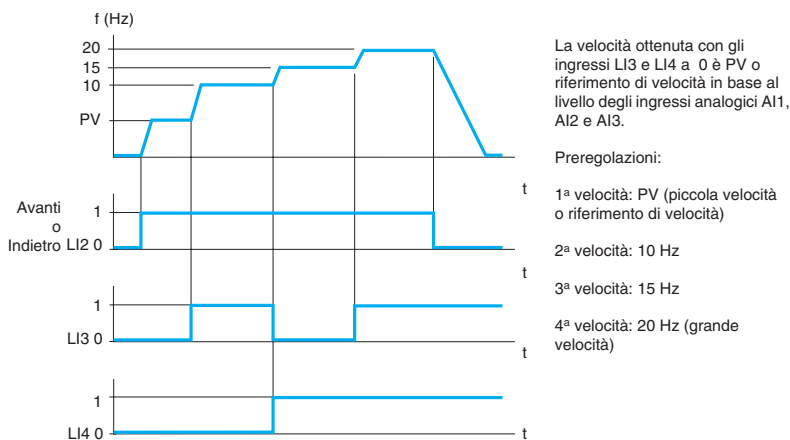 f (Hz)
20
15
10
PV
t
Avanti
o
Indietro
1
LI2 0
t
1
LI3 0
t
1
LI4 0
t
La velocità ottenuta con gli
ingressi LI3 e LI4 a 0 è PV o
riferimento di velocità in base al
livello degli ingressi analogici AI1,
AI2 e AI3.
Preregolazioni:
1ª velocità: PV (piccola velocità
o riferimento di velocità)
2ª velocità: 10 Hz
3ª velocità: 15 Hz
4ª velocità: 20 Hz (grande
velocità)